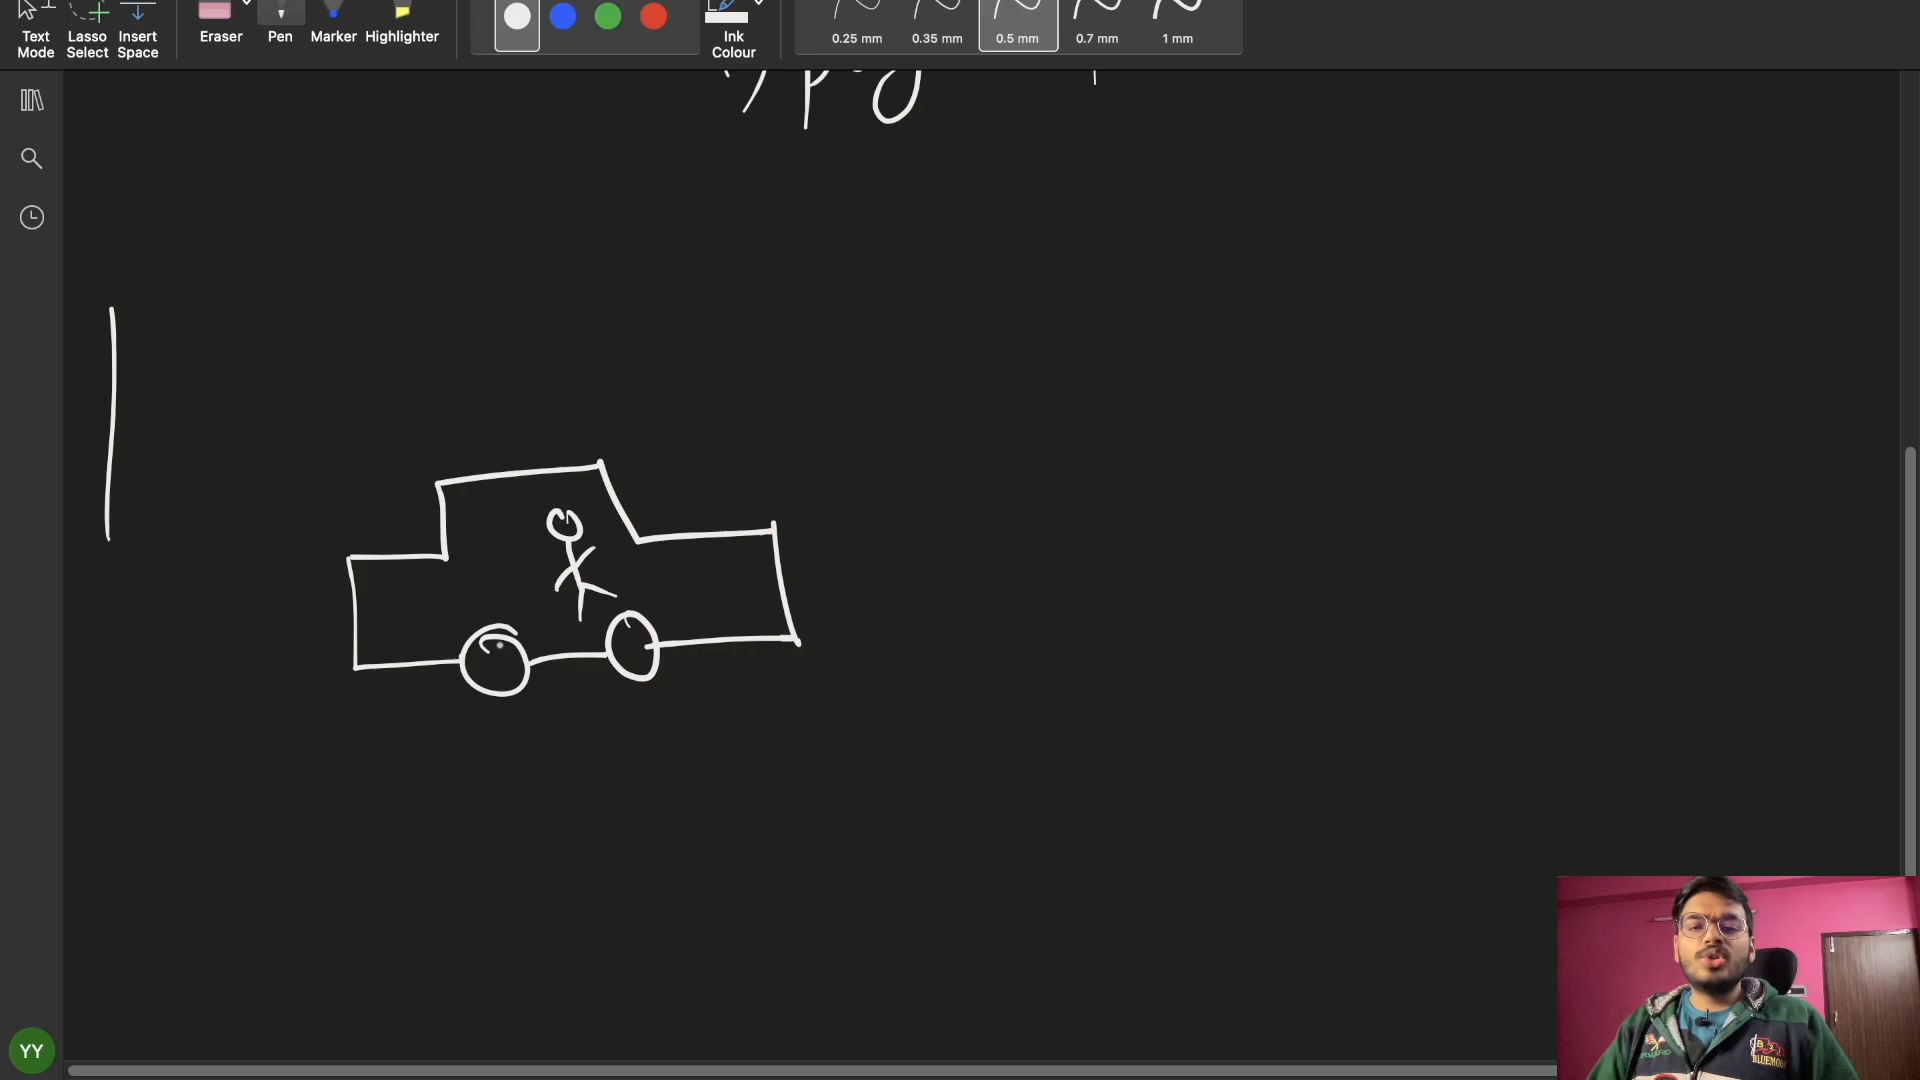 Text Mode
Lasso Select
Insert Space
Eraser
Pen
Marker
Highlighter
Ink Colour
0.25 mm
0.35 mm
0.5 mm
0.7 mm
1 mm
YY